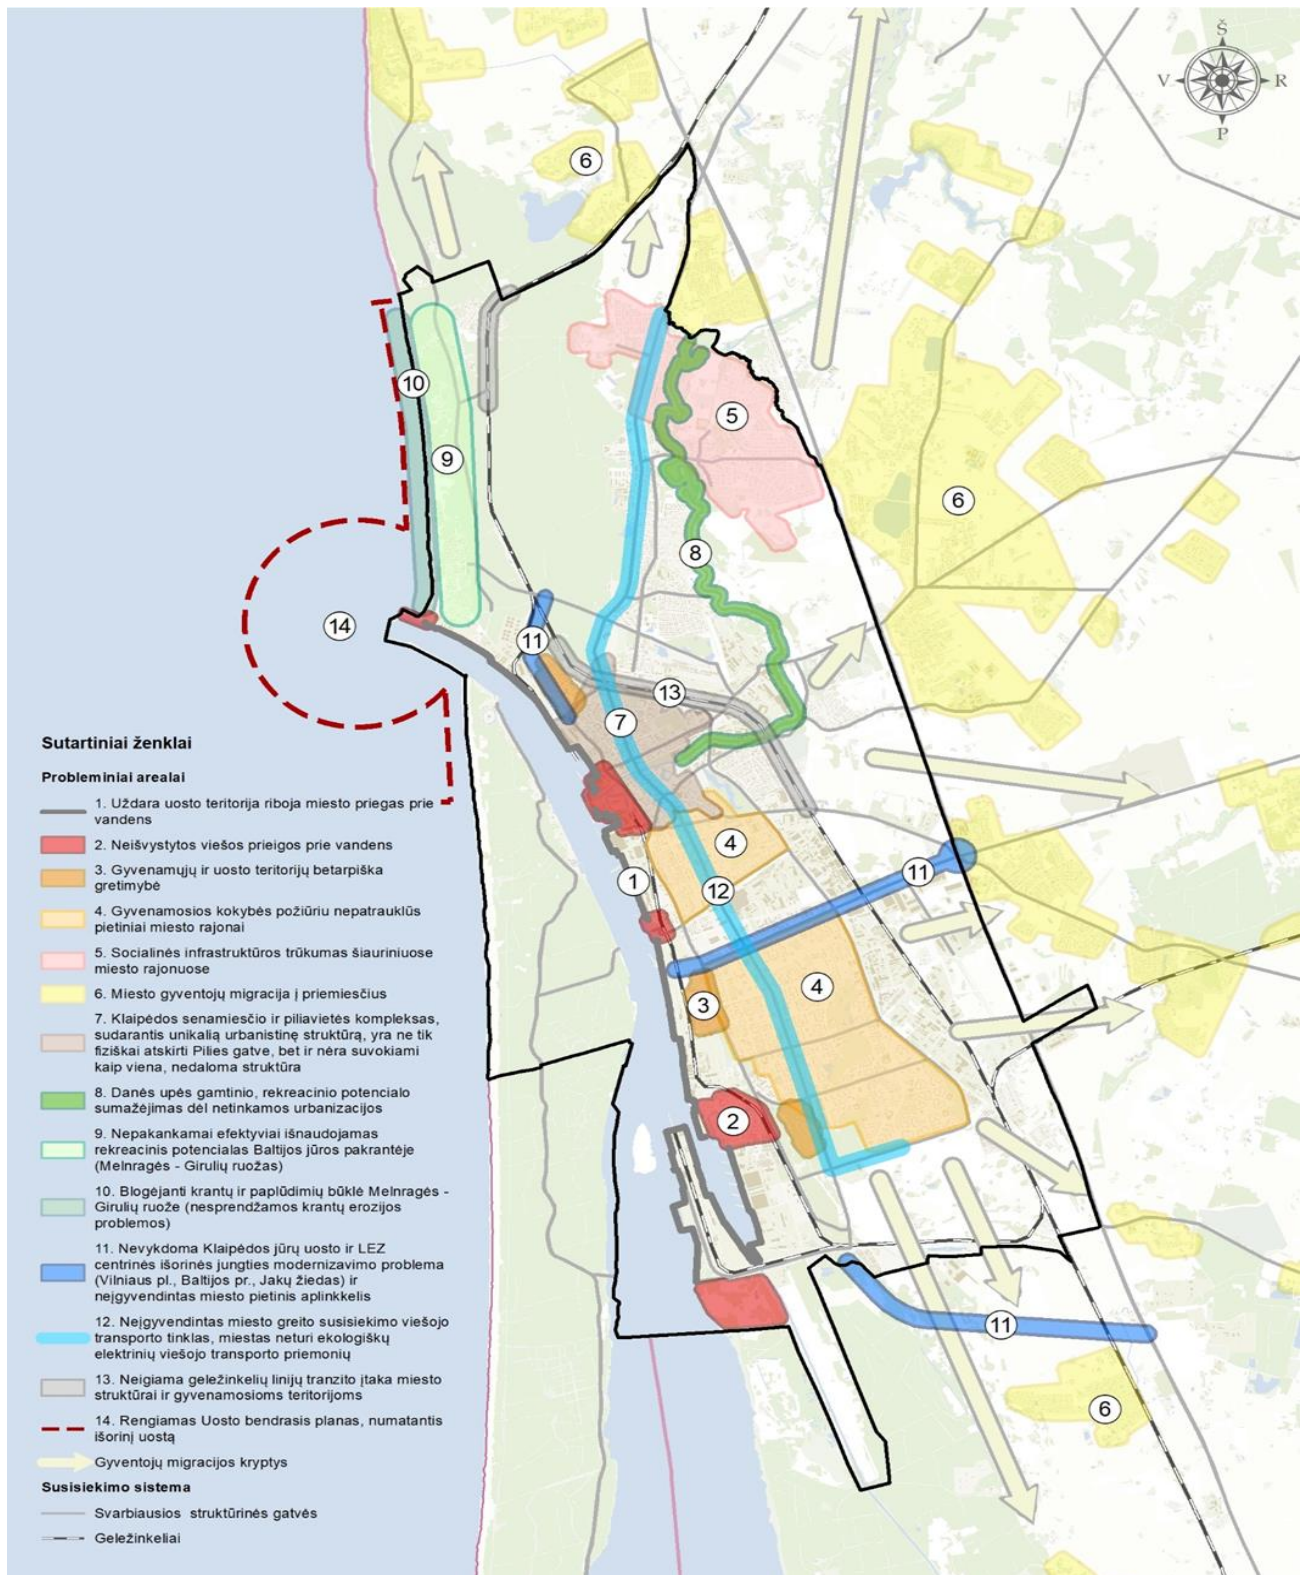 Š
V R
P
6
5
10
9
6
8
14
11
13
7
4
1
12
11
4
3
2
11
6
Sutartiniai ženklai
Probleminiai arealai
1. Uždara uosto teritorija riboja miesto priegas prie
vandens
2. Neišvystytos viešos prieigos prie vandens
3. Gyvenamųjų ir uosto teritorijų betarpiška
gretimybė
4. Gyvenamosios kokybės požiūriu nepatrauklūs
pietiniai miesto rajonai
5. Socialinės infrastruktūros trūkumas šiauriniuose
miesto rajonuose
6. Miesto gyventojų migracija į priemiesčius
7. Klaipėdos senamiesčio ir piliavietės kompleksas,
sudarantis unikalią urbanistinę struktūrą, yra ne tik
fiziškai atskirti Pilies gatve, bet ir nėra suvokiami
kaip viena, nedaloma struktūra
8. Danės upės gamtinio, rekreacinio potencialo
sumažėjimas dėl netinkamos urbanizacijos
9. Nepakankamai efektyviai išnaudojamas
rekreacinis potencialas Baltijos jūros pakrantėje
(Melnragės - Girulių ruožas)
10. Blogėjanti krantų ir paplūdimių būklė Melnragės -
Girulių ruože (nesprendžamos krantų erozijos
problemos)
11. Nevykdoma Klaipėdos jūrų uosto ir LEZ
centrinės išorinės jungties modernizavimo problema
(Vilniaus pl., Baltijos pr., Jakų žiedas) ir
neįgyvendintas miesto pietinis aplinkkelis
12. Neįgyvendintas miesto greito susisiekimo viešojo
transporto tinklas, miestas neturi ekologiškų
elektrinių viešojo transporto priemonių
13. Neigiama geležinkelių linijų tranzito įtaka miesto
struktūrai ir gyvenamosioms teritorijoms
14. Rengiamas Uosto bendrasis planas, numatantis
išorinį uostą
Gyventojų migracijos kryptys
Susisiekimo sistema
Svarbiausios struktūrinės gatvės
Geležinkeliai